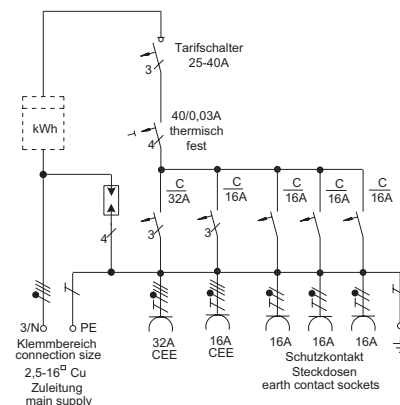 Tarifschalter
25-40A
3
kWh
40/0,03A
thermisch
fest
4
C
32A
C
16A
C
16A
C
16A
C
16A
4
3
3
3/N
PE
Klemmbereich
connection size
2,5-16□ Cu
Zuleitung
main supply
32A
CEE
16A
CEE
16A
16A
16A
Schutzkontakt
Steckdosen
earth contact sockets